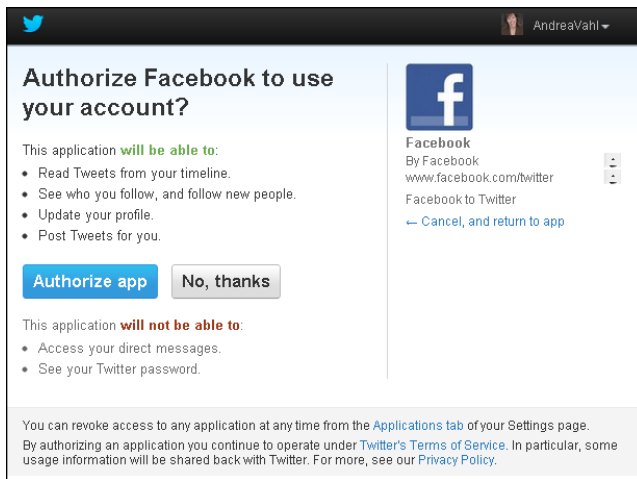 AndreaVahl
Authorize Facebook to use
your account?
This application will be able to:
• Read Tweets from your timeline.
• See who you follow, and follow new people.
• Update your profile.
• Post Tweets for you.
Authorize app
No, thanks
This application will not be able to:
• Access your direct messages.
• See your Twitter password.
f
Facebook
By Facebook
www.facebook.com/twitter
Facebook to Twitter
← Cancel, and return to app
You can revoke access to any application at any time from the Applications tab of your Settings page.
By authorizing an application you continue to operate under Twitter's Terms of Service. In particular, some
usage information will be shared back with Twitter. For more, see our Privacy Policy.